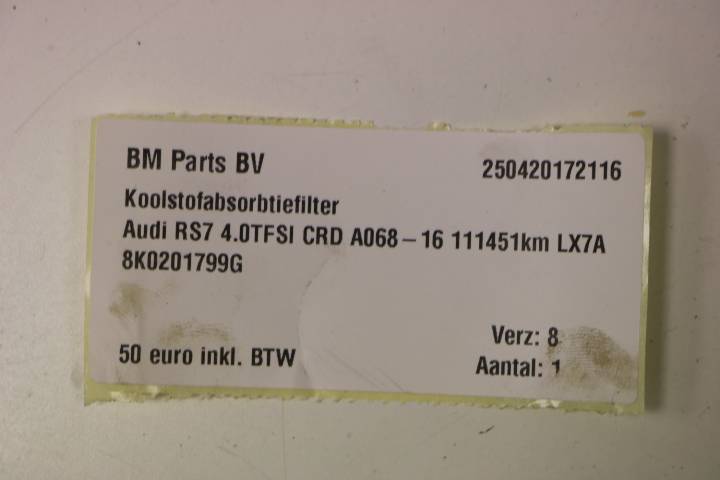 BM Parts BV 250420172116
Koolstofabsorbtiefilter
Audi RS7 4.0TFSI CRD A068-16 111451km LX7A
8K0201799G
Verz: 8
50 euro inkl. BTW Aantal: 1